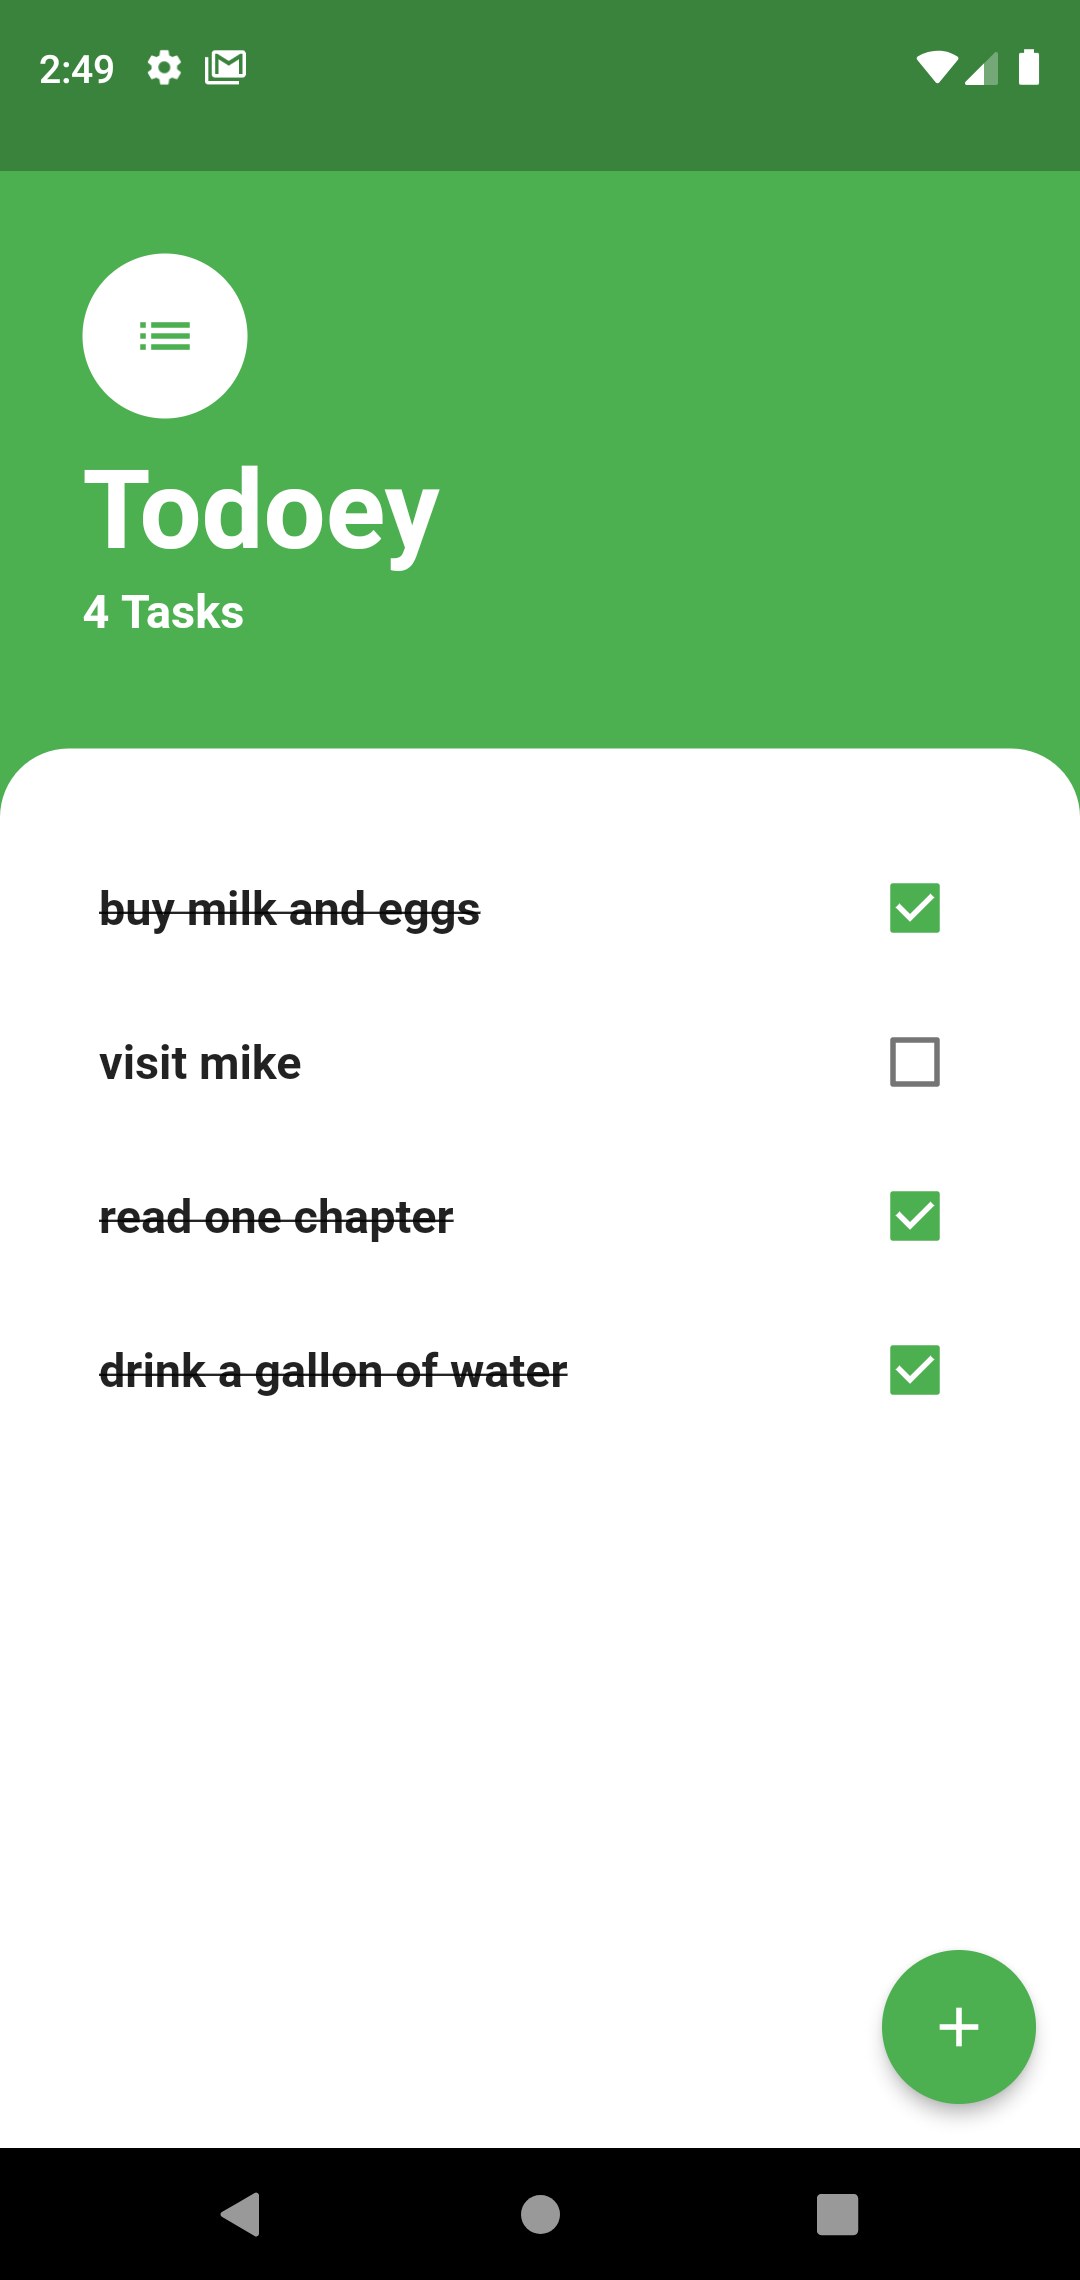 2:49
Todoey
4 Tasks
buy milk and eggs
visit mike
read one chapter
drink a gallon of water